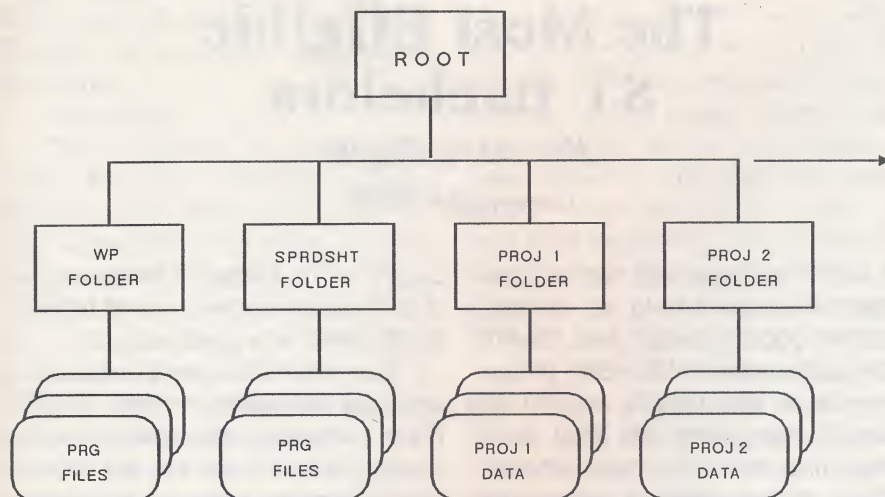 ROOT
WP
FOLDER
SPRDSHT
FOLDER
PROJ 1
FOLDER
PROJ 2
FOLDER
PRG
FILES
PRG
FILES
PROJ 1
DATA
PROJ 2
DATA